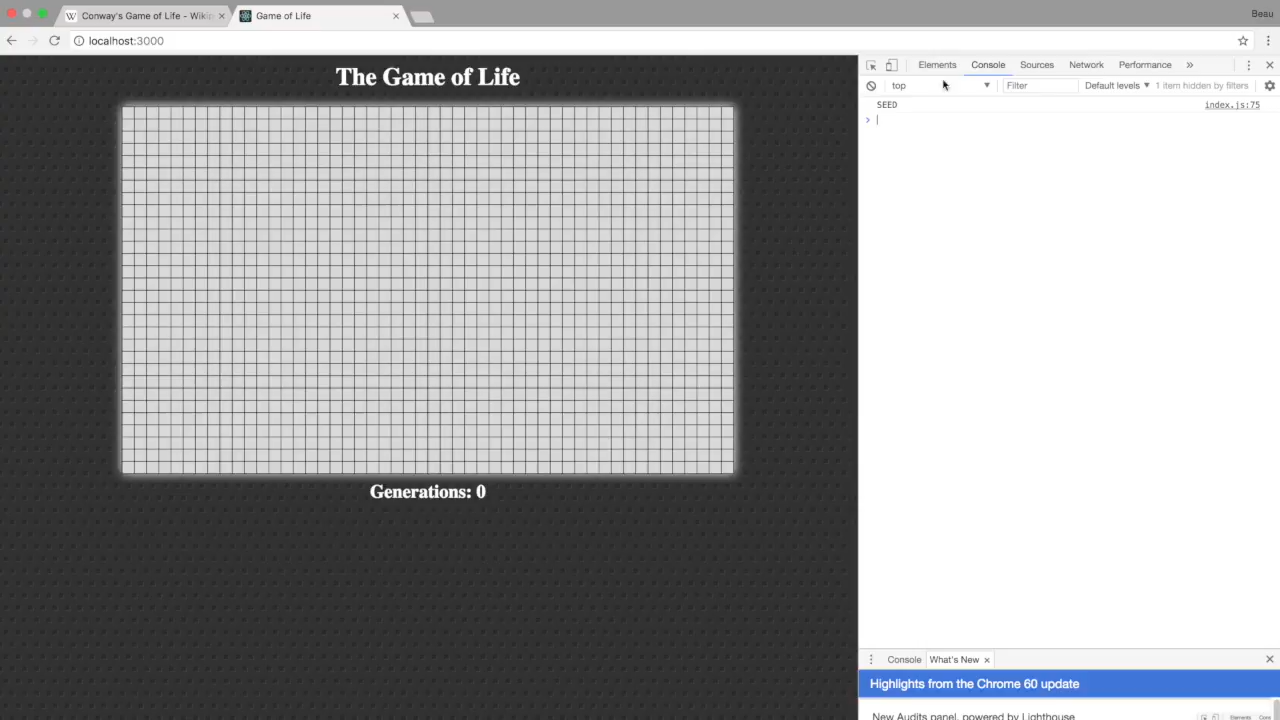 Conway's Game of Life - Wikip
Game of Life
Beau
localhost:3000
The Game of Life
Generations: 0
Elements
Console
Sources
Network
Performance
»
top
Filter
Default levels
1 item hidden by filters
SEED
index.js:75
>
Console
What's New
Highlights from the Chrome 60 update
New Audits panel, powered by Lighthouse
Elements